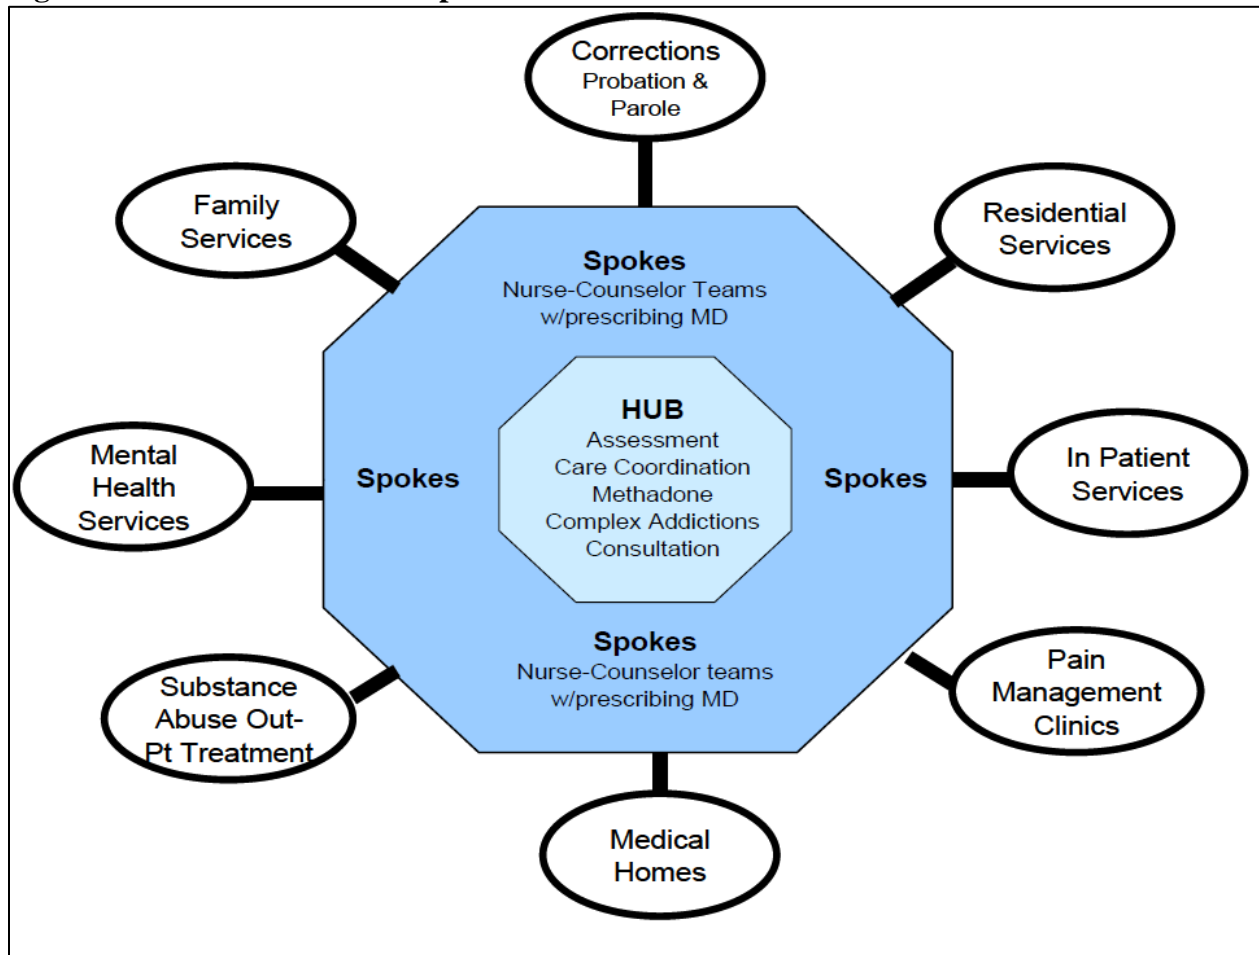 Corrections
Probation &
Parole
Family
Services
Residential
Services
Spokes
Nurse-Counselor Teams
w/prescribing MD
HUB
Assessment
Care Coordination
Methadone
Complex Addictions
Consultation
Mental
Health
Services
Spokes
Spokes
In Patient
Services
Spokes
Nurse-Counselor teams
w/prescribing MD
Substance
Abuse Out-
Pt Treatment
Pain
Management
Clinics
Medical
Homes